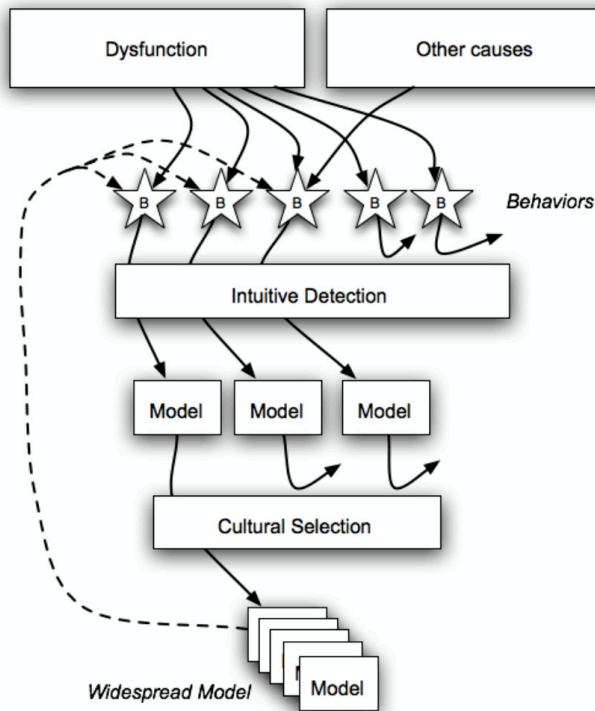 Dysfunction
Other causes
B
B
B
B
B
Behaviors
Intuitive Detection
Model
Model
Model
Cultural Selection
Widespread Model
Model